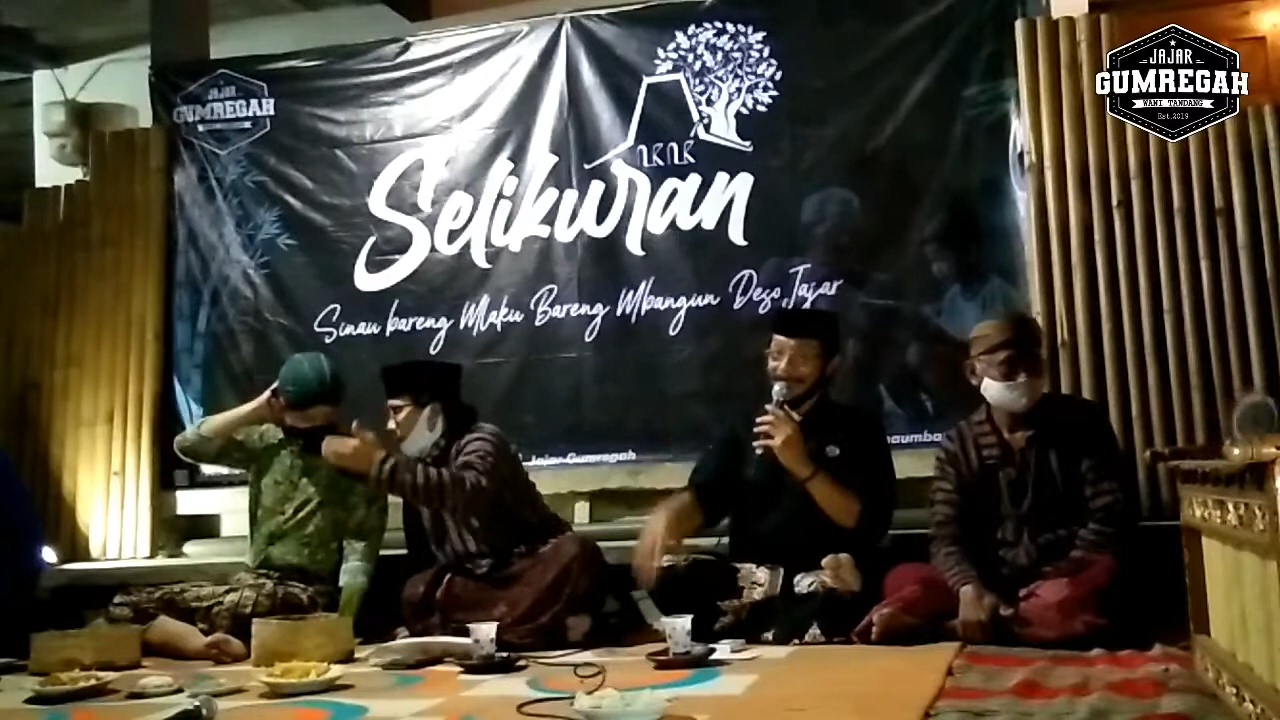 JAJAR
GUMREGAH
WANI TANDANG
Est.2019
JAJAR
GUMREGAH
Selikuran
Sinau bareng Mlaku Bareng Mbangun Deso Jajar
Jajar Gumregah